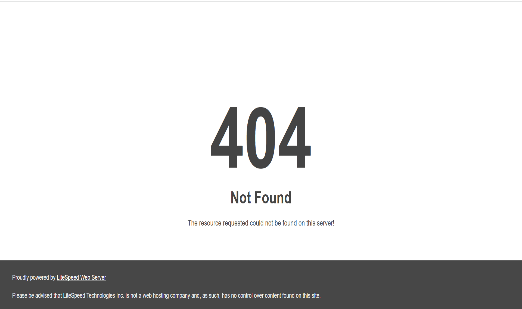 404
Not Found
The resource requested could not be found on this server!
Proudly powered by LiteSpeed Web Server
Please be advised that LiteSpeed Technologies Inc. is not a web hosting company and, as such, has no control over content found on this site.